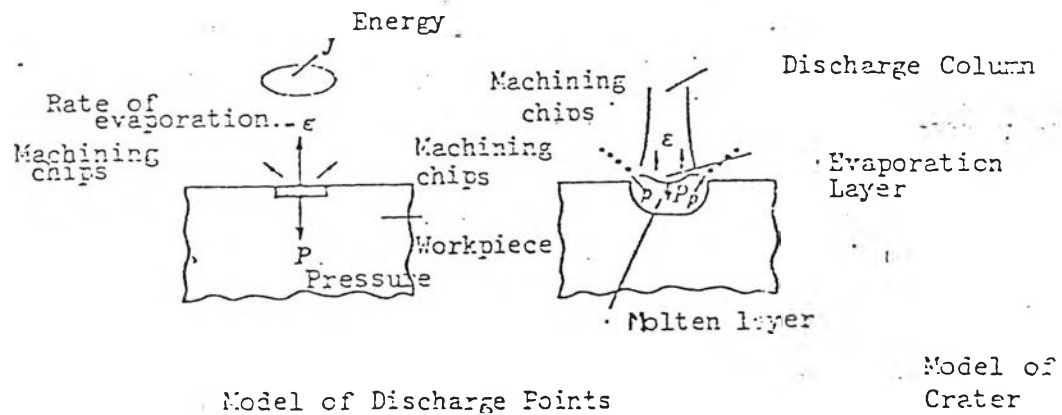 Energy
J
Rate of
evaporation.. ε
Machining
chips
Machining
chips
Workpiece
P
Pressure
Model of Discharge Points
Discharge Column
Machining
chips
ε
Evaporation
Layer
P P P
Molten layer
Model of
Crater